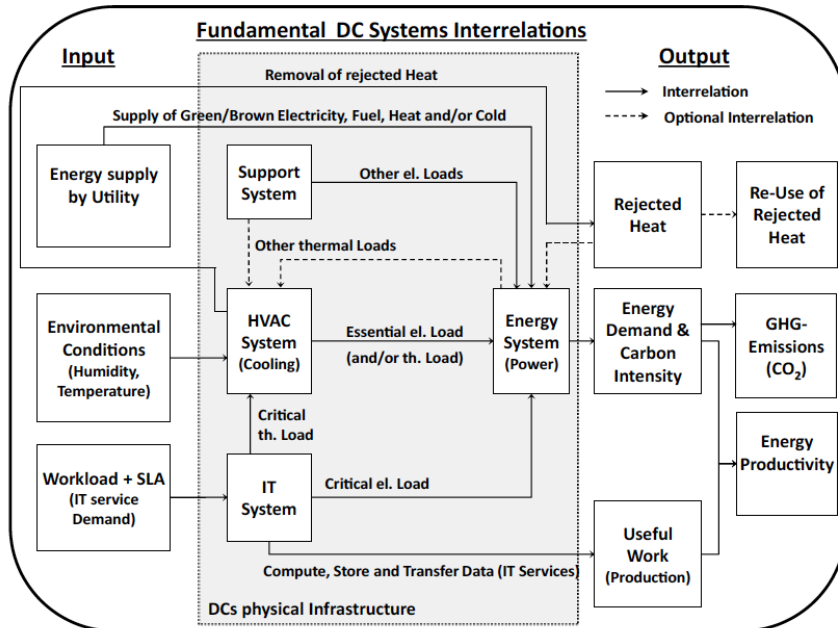 Fundamental DC Systems Interrelations
Input
Output
Removal of rejected Heat
Interrelation
Optional Interrelation
Supply of Green/Brown Electricity, Fuel, Heat and/or Cold
Energy supply
by Utility
Support
System
Other el. Loads
Rejected
Heat
Re-Use of
Rejected
Heat
Other thermal Loads
Environmental
Conditions
(Humidity,
Temperature)
HVAC
System
(Cooling)
Essential el. Load
(and/or th. Load)
Energy
System
(Power)
Energy
Demand &
Carbon
Intensity
GHG-
Emissions
(CO₂)
Critical
th. Load
Energy
Productivity
Workload + SLA
(IT service
Demand)
IT
System
Critical el. Load
Useful
Work
(Production)
Compute, Store and Transfer Data (IT Services)
DCs physical Infrastructure